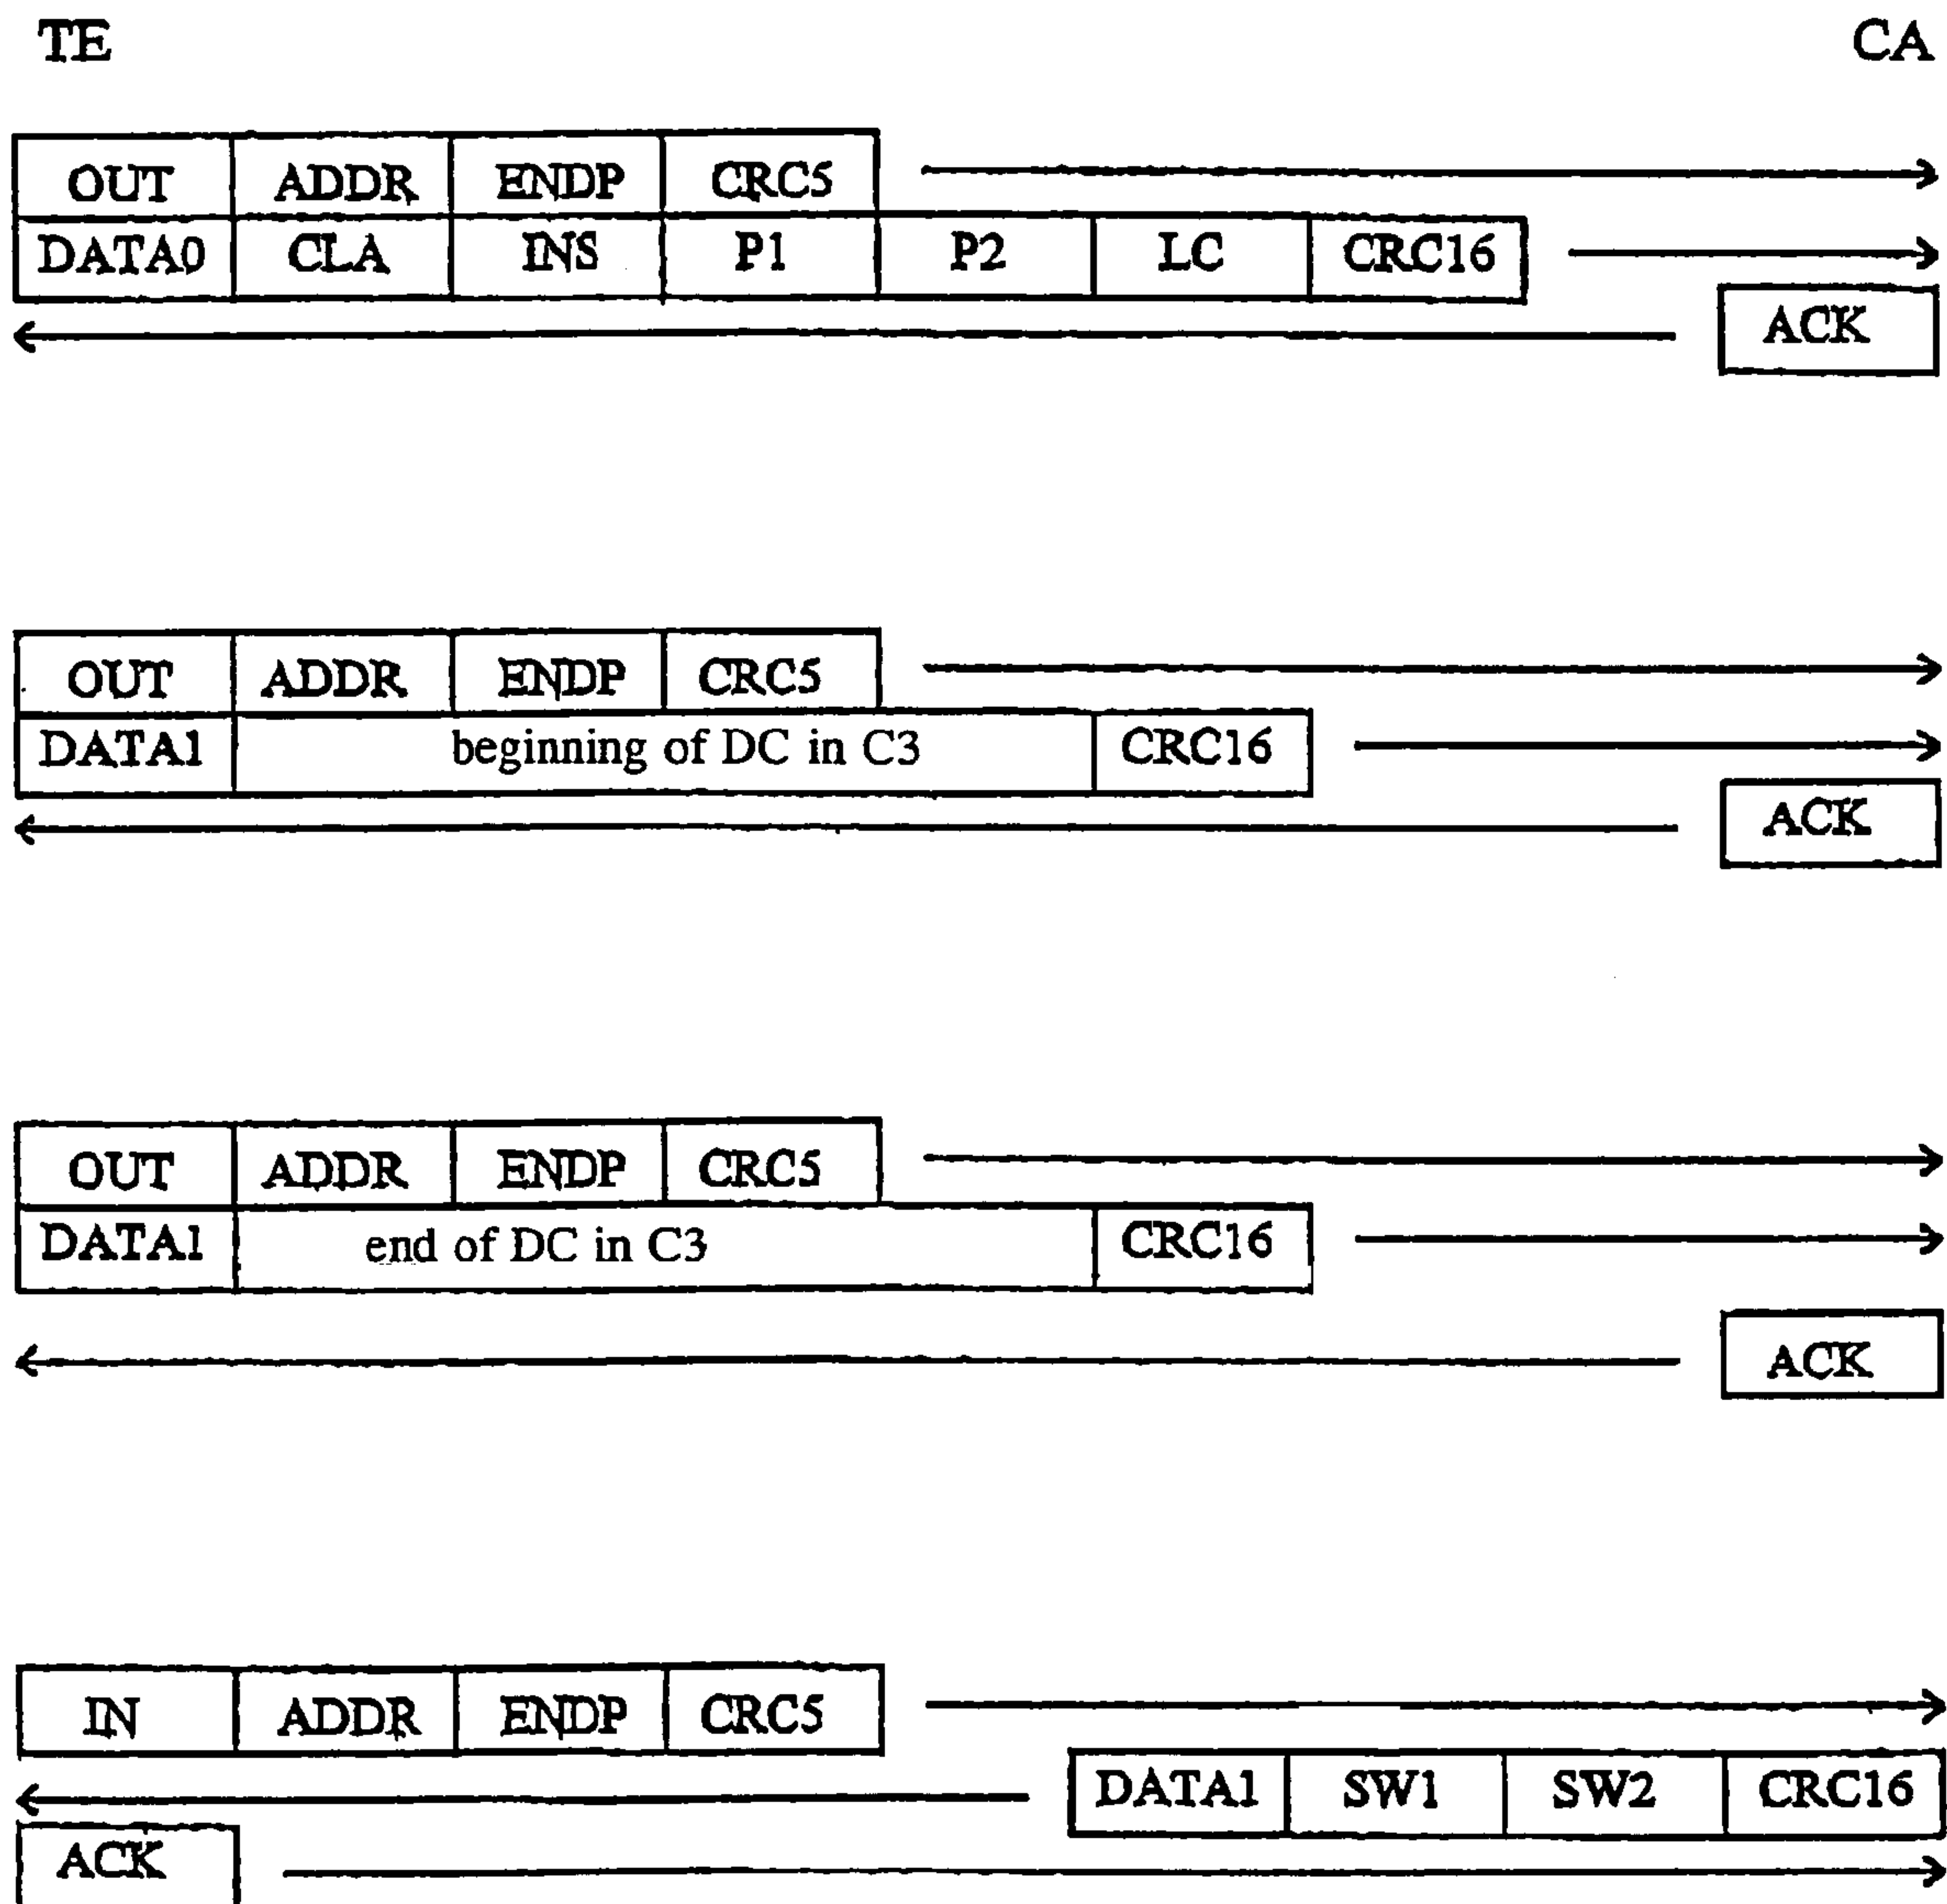 TE CA
OUT ADDR ENDP CRC5
DATA0 CLA INS P1 P2 LC CRC16
ACK
OUT ADDR ENDP CRC5
DATA1 beginning of DC in C3 CRC16
ACK
OUT ADDR ENDP CRC5
DATA1 end of DC in C3 CRC16
ACK
IN ADDR ENDP CRC5
DATA1 SW1 SW2 CRC16
ACK